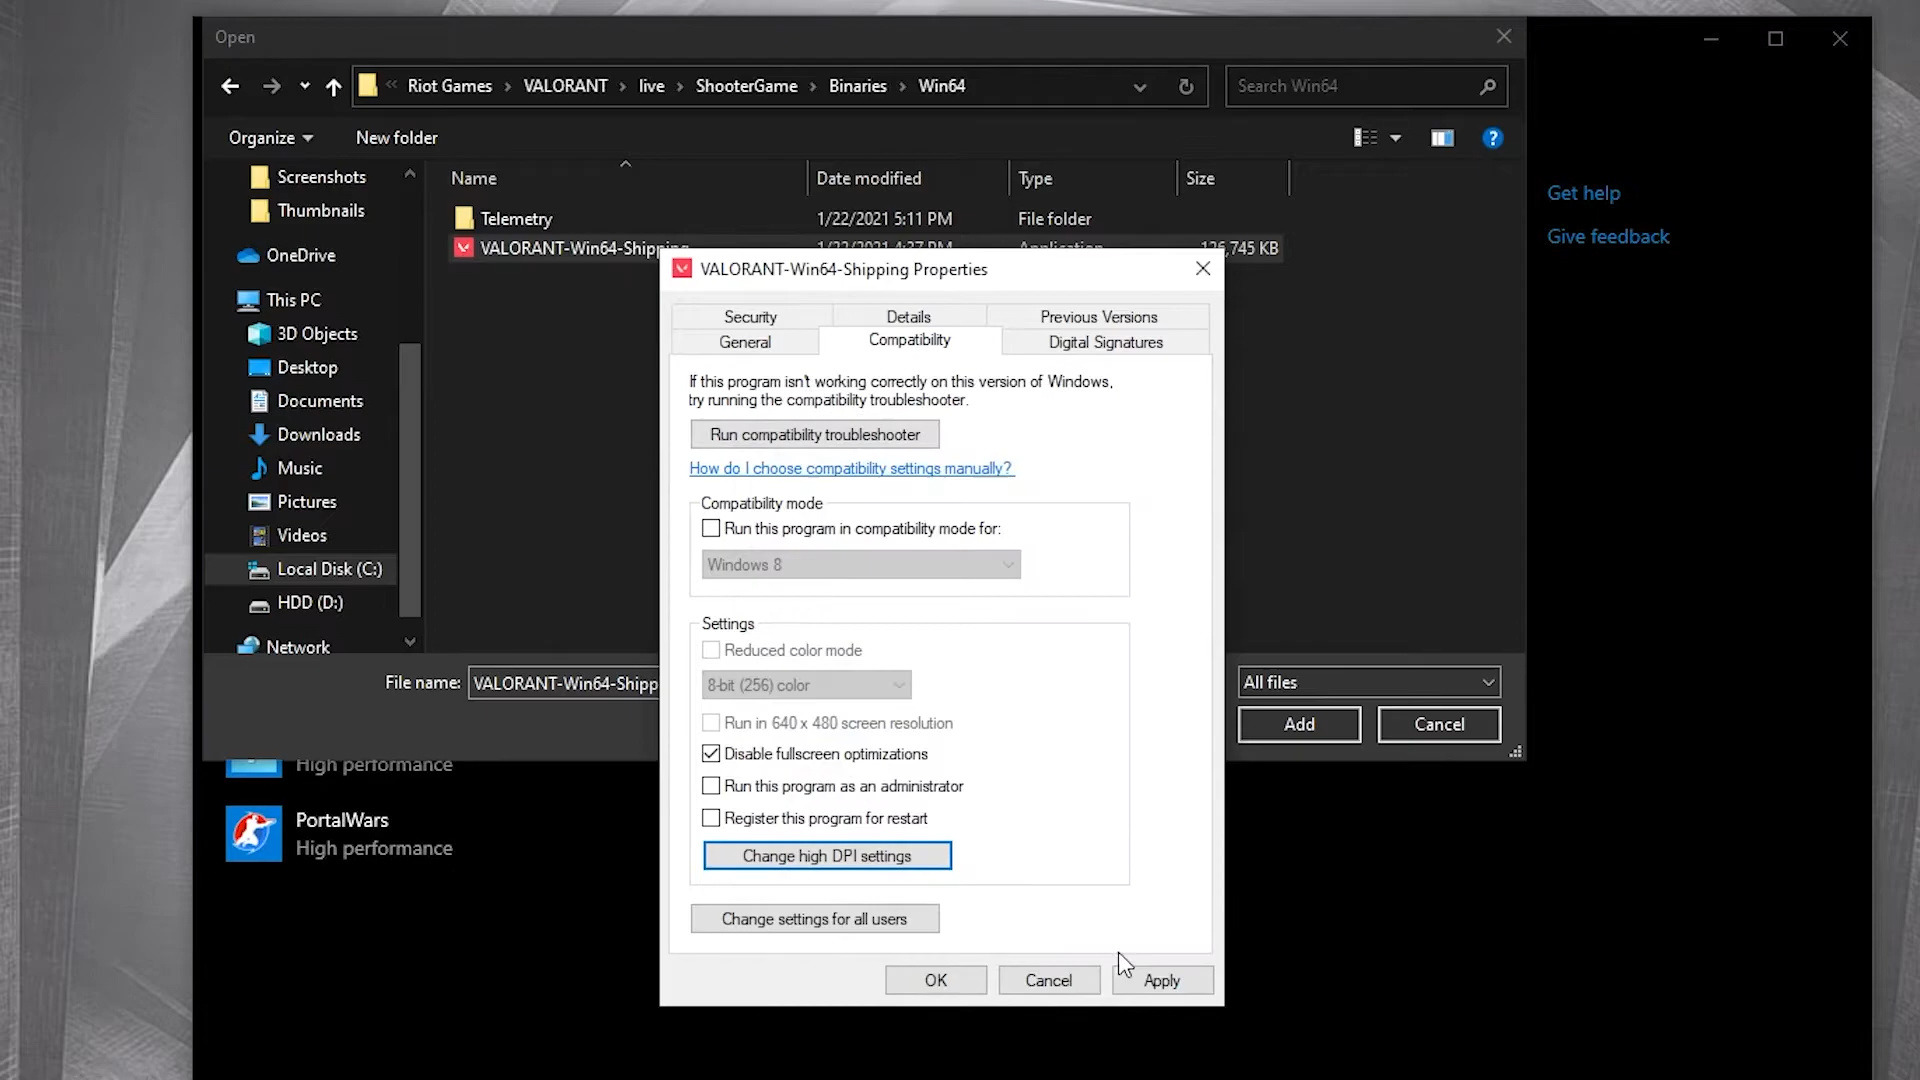 Open
Riot Games
VALORANT
live
ShooterGame
Binaries
Win64
Search Win64
Organize
New folder
Screenshots
Thumbnails
OneDrive
This PC
3D Objects
Desktop
Documents
Downloads
Music
Pictures
Videos
Local Disk (C:)
HDD (D:)
Network
Name
Date modified
Type
Size
Telemetry
1/22/2021 5:11 PM
File folder
VALORANT-Win64-Shipping
1/22/2021 4:37 PM
Application
126,745 KB
Get help
Give feedback
VALORANT-Win64-Shipping Properties
Security
Details
Previous Versions
General
Compatibility
Digital Signatures
If this program isn't working correctly on this version of Windows,
try running the compatibility troubleshooter.
Run compatibility troubleshooter
How do I choose compatibility settings manually?
Compatibility mode
Run this program in compatibility mode for:
Windows 8
Settings
Reduced color mode
8-bit (256) color
Run in 640 x 480 screen resolution
Disable fullscreen optimizations
Run this program as an administrator
Register this program for restart
Change high DPI settings
Change settings for all users
OK
Cancel
Apply
File name:
VALORANT-Win64-Shipp
All files
Add
Cancel
High performance
PortalWars
High performance